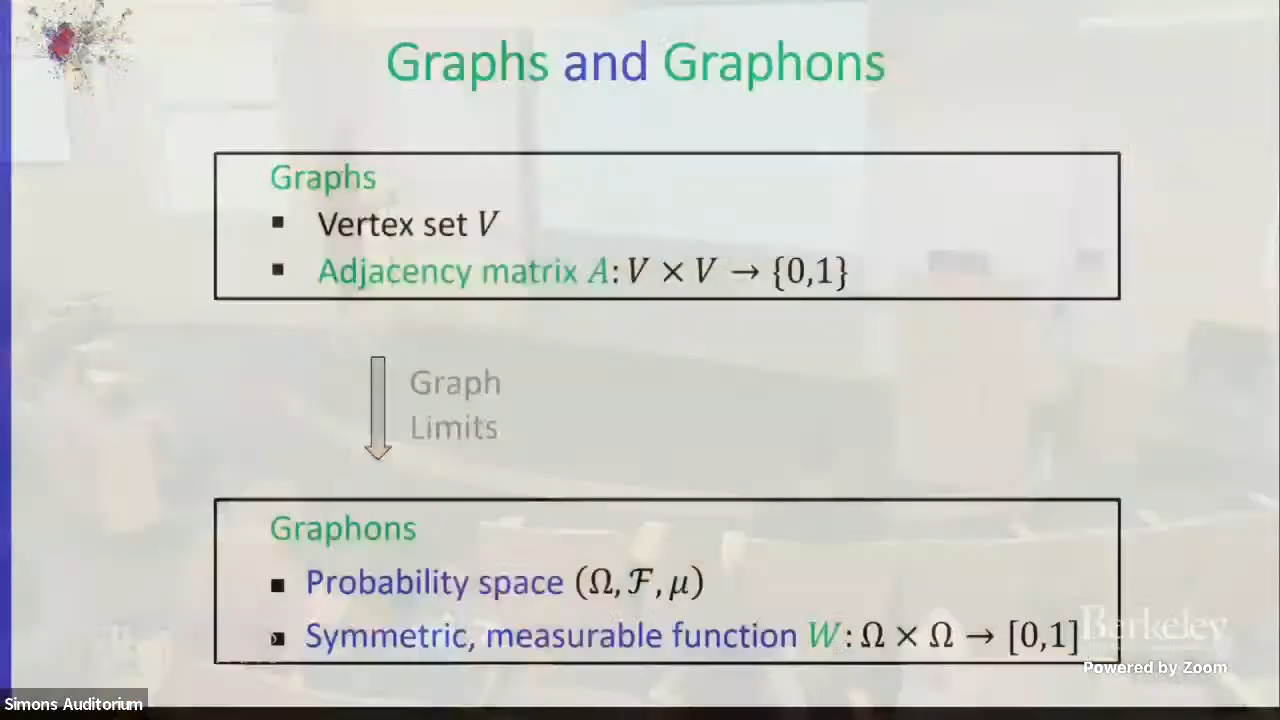 Graphs and Graphons
Graphs
▪ Vertex set V
▪ Adjacency matrix A: V × V → {0,1}
Graph
Limits
Graphons
▪ Probability space (Ω, ℱ, μ)
▪ Symmetric, measurable function W: Ω × Ω → [0,1]
Berkeley
Powered by Zoom
Simons Auditorium